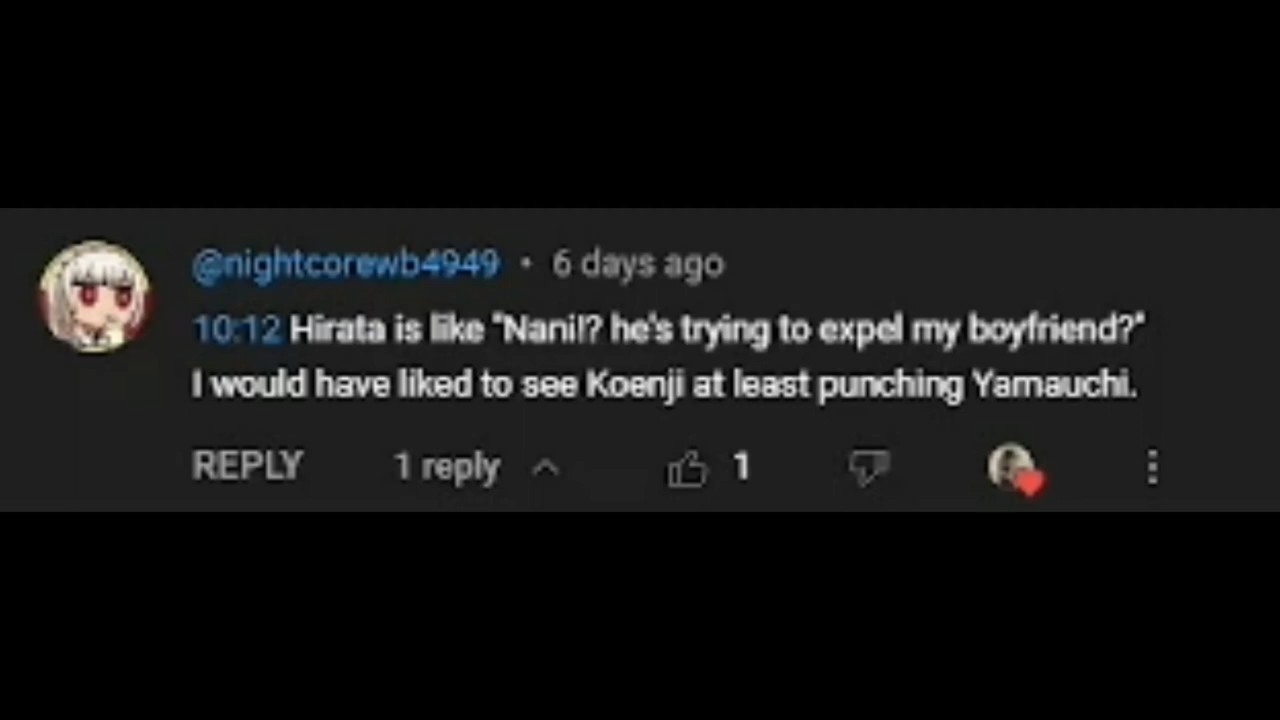 @nightcorewb4949 • 6 days ago
10:12 Hirata is like "Nani!? he's trying to expel my boyfriend?"
I would have liked to see Koenji at least punching Yamauchi.
REPLY 1 reply 1